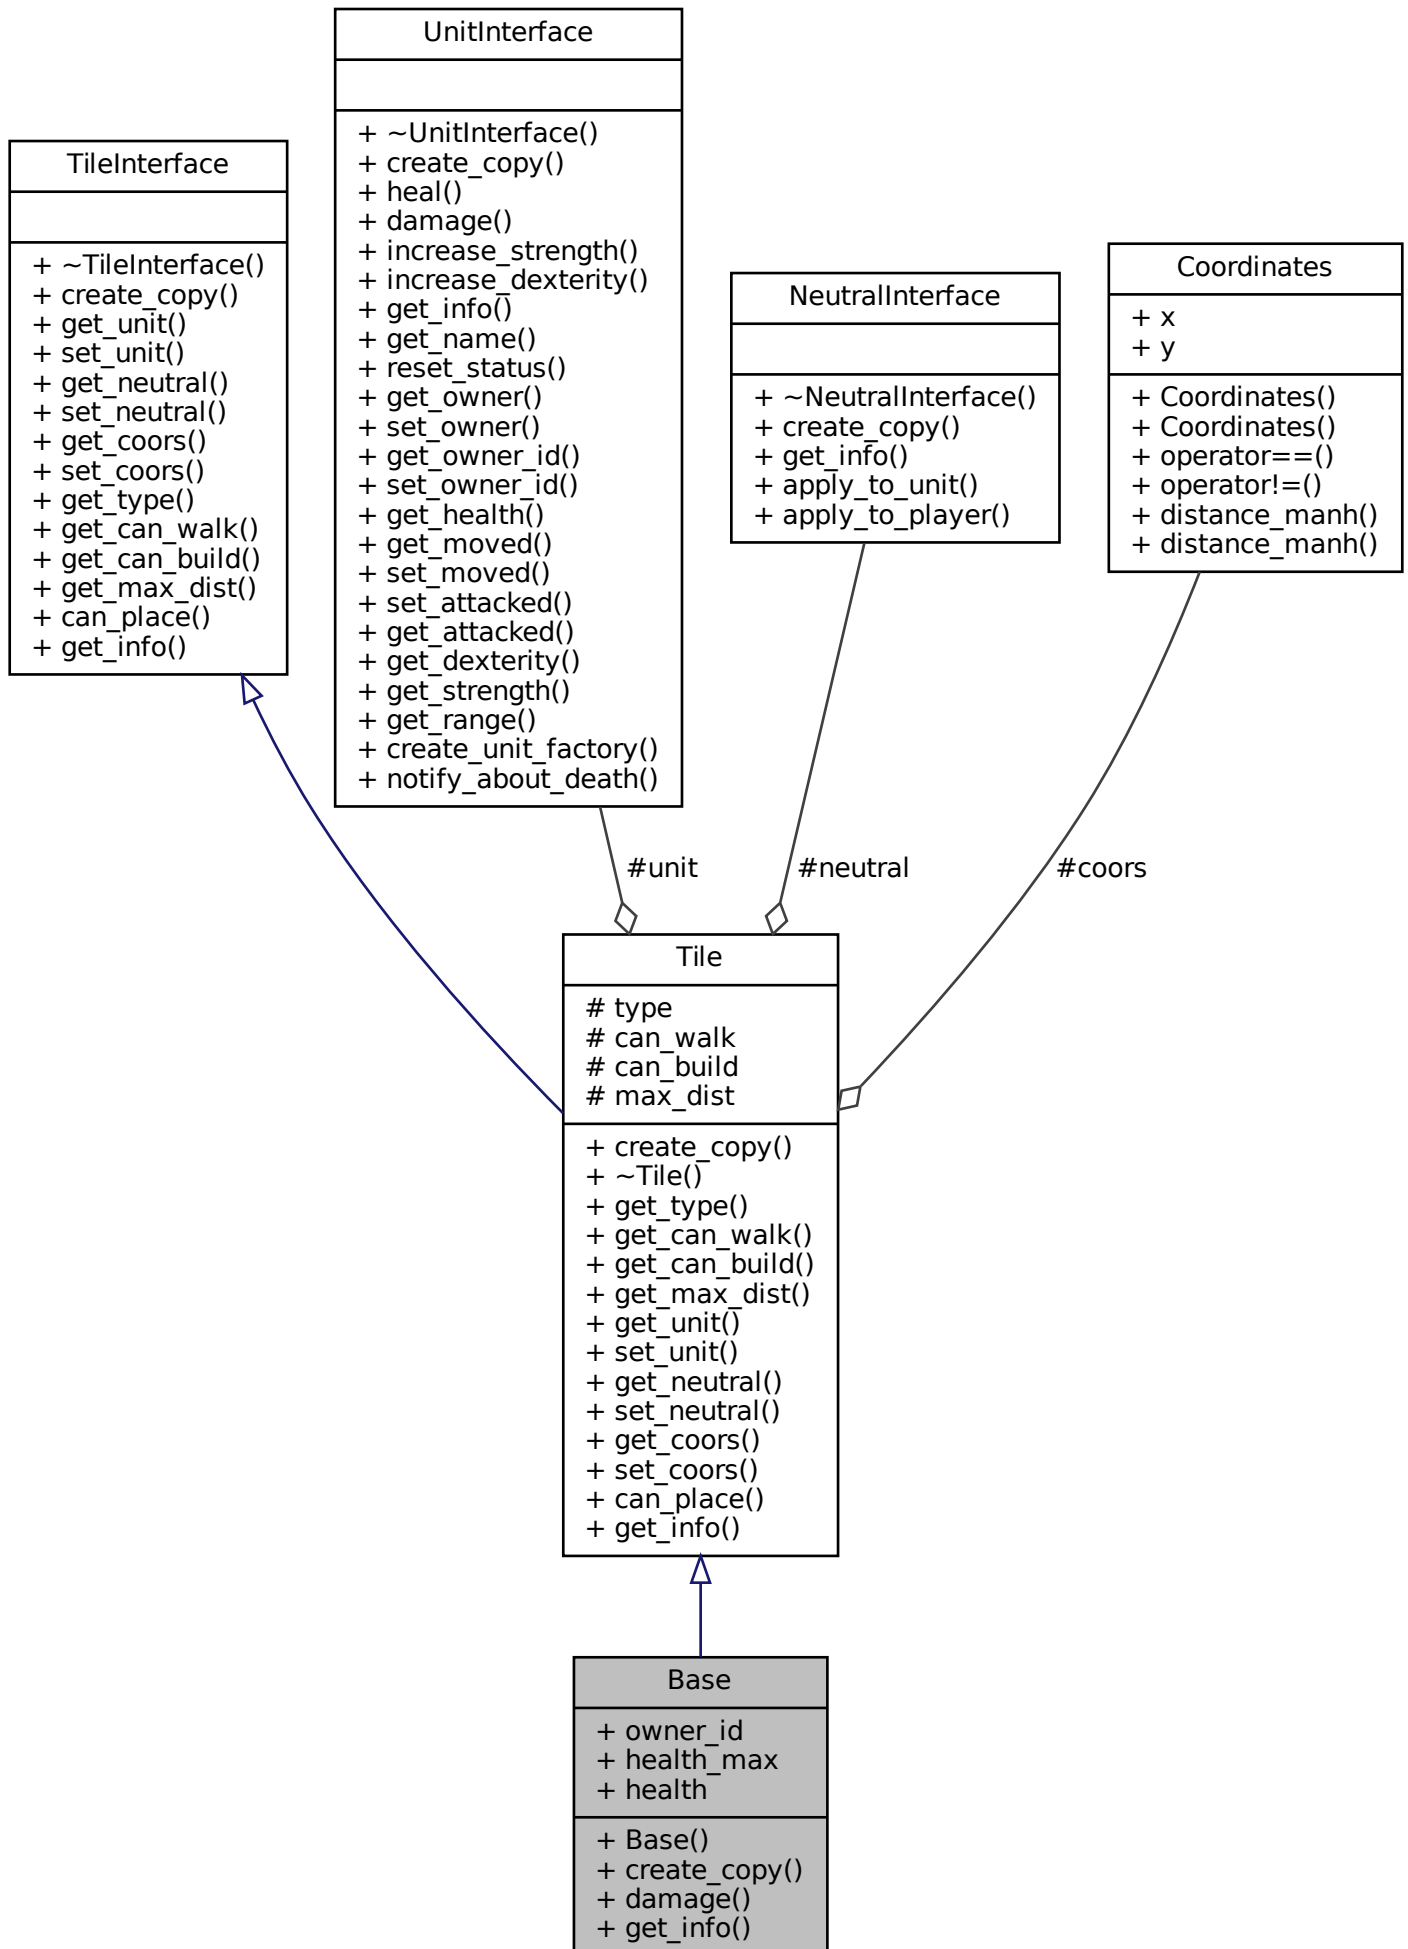 UnitInterface
+ ~UnitInterface()
+ create_copy()
+ heal()
+ damage()
+ increase_strength()
+ increase_dexterity()
+ get_info()
+ get_name()
+ reset_status()
+ get_owner()
+ set_owner()
+ get_owner_id()
+ set_owner_id()
+ get_health()
+ get_moved()
+ set_moved()
+ set_attacked()
+ get_attacked()
+ get_dexterity()
+ get_strength()
+ get_range()
+ create_unit_factory()
+ notify_about_death()
TileInterface
+ ~TileInterface()
+ create_copy()
+ get_unit()
+ set_unit()
+ get_neutral()
+ set_neutral()
+ get_coors()
+ set_coors()
+ get_type()
+ get_can_walk()
+ get_can_build()
+ get_max_dist()
+ can_place()
+ get_info()
NeutralInterface
+ ~NeutralInterface()
+ create_copy()
+ get_info()
+ apply_to_unit()
+ apply_to_player()
Coordinates
+ x
+ y
+ Coordinates()
+ Coordinates()
+ operator==()
+ operator!=()
+ distance_manh()
+ distance_manh()
#unit
#neutral
#coors
Tile
# type
# can_walk
# can_build
# max_dist
+ create_copy()
+ ~Tile()
+ get_type()
+ get_can_walk()
+ get_can_build()
+ get_max_dist()
+ get_unit()
+ set_unit()
+ get_neutral()
+ set_neutral()
+ get_coors()
+ set_coors()
+ can_place()
+ get_info()
Base
+ owner_id
+ health_max
+ health
+ Base()
+ create_copy()
+ damage()
+ get_info()